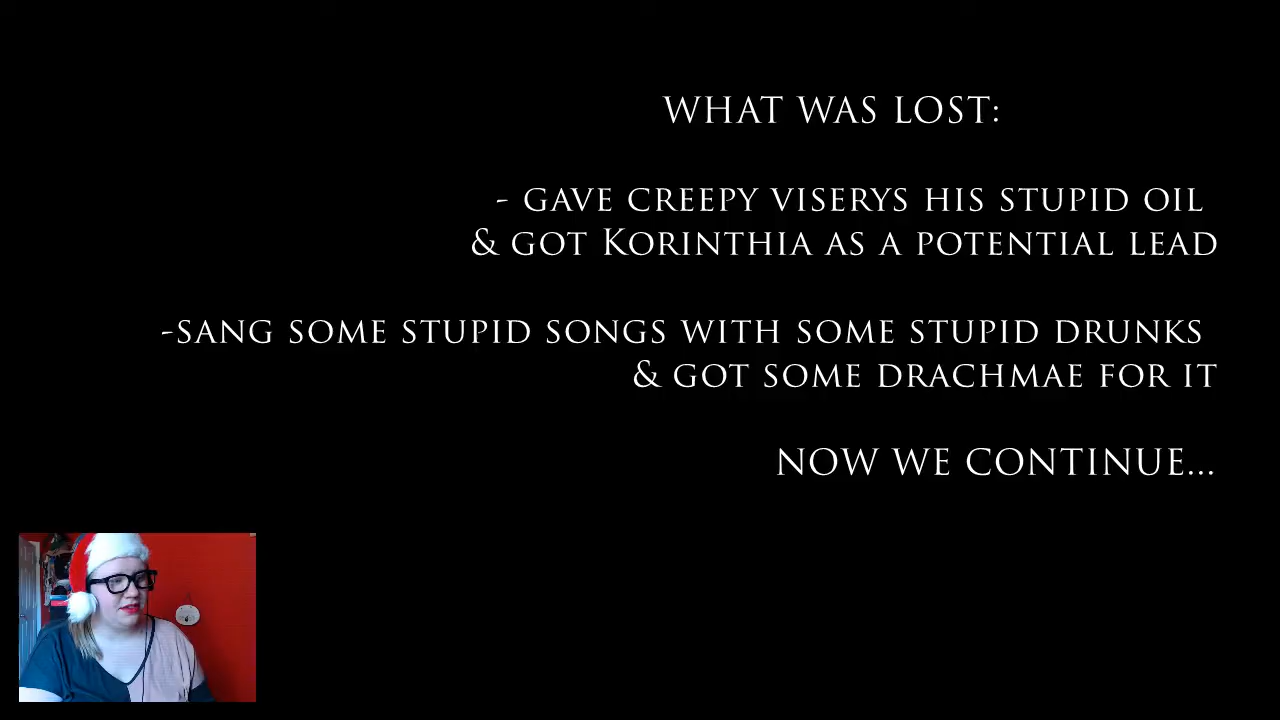 WHAT WAS LOST:
- GAVE CREEPY VISERYS HIS STUPID OIL
& GOT KORINTHIA AS A POTENTIAL LEAD
-SANG SOME STUPID SONGS WITH SOME STUPID DRUNKS
& GOT SOME DRACHMAE FOR IT
NOW WE CONTINUE...